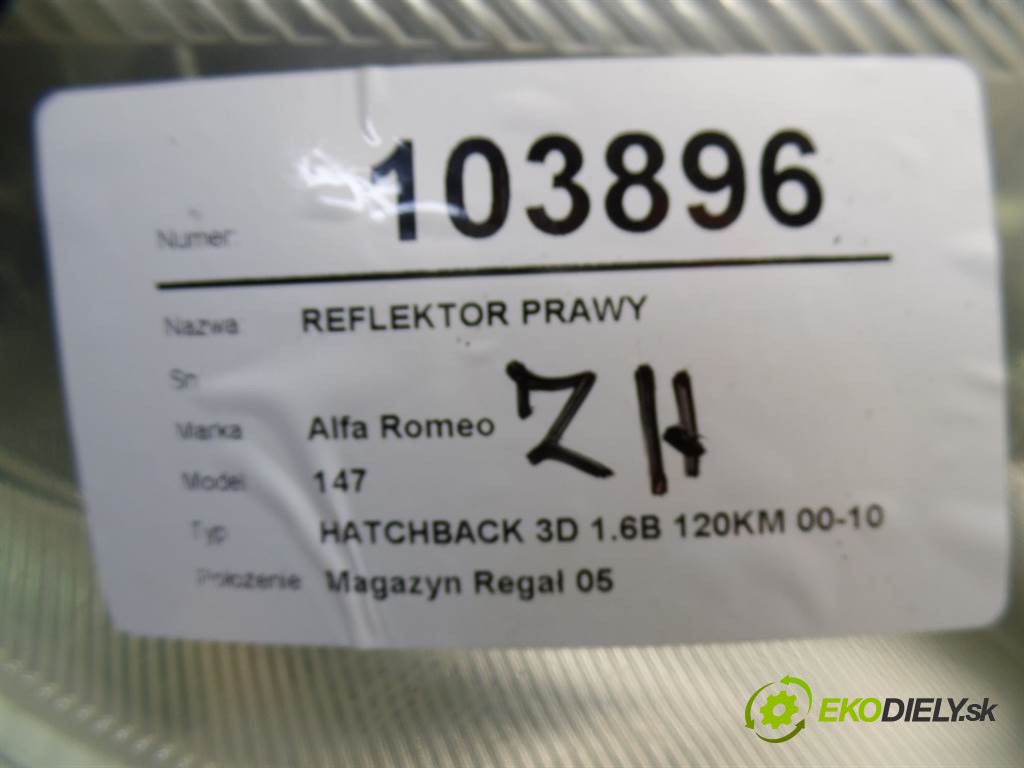 Numer: 103896
Nazwa REFLEKTOR PRAWY
Sn
Marka Alfa Romeo
ZH
Model 147
Typ HATCHBACK 3D 1.6B 120KM 00-10
Położenie Magazyn Regał 05
EKODIELY.sk